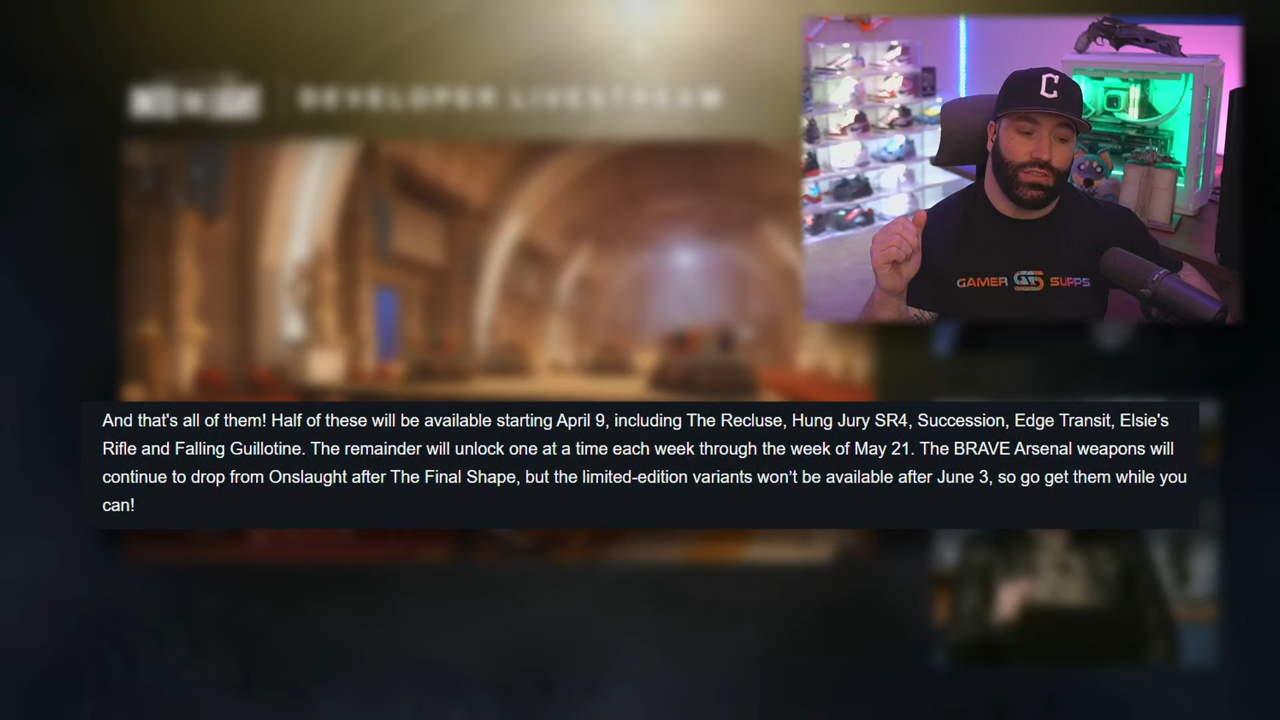 DEVELOPER LIVESTREAM
C
GAMER GS SUPPS
And that's all of them! Half of these will be available starting April 9, including The Recluse, Hung Jury SR4, Succession, Edge Transit, Elsie's
Rifle and Falling Guillotine. The remainder will unlock one at a time each week through the week of May 21. The BRAVE Arsenal weapons will
continue to drop from Onslaught after The Final Shape, but the limited-edition variants won’t be available after June 3, so go get them while you
can!